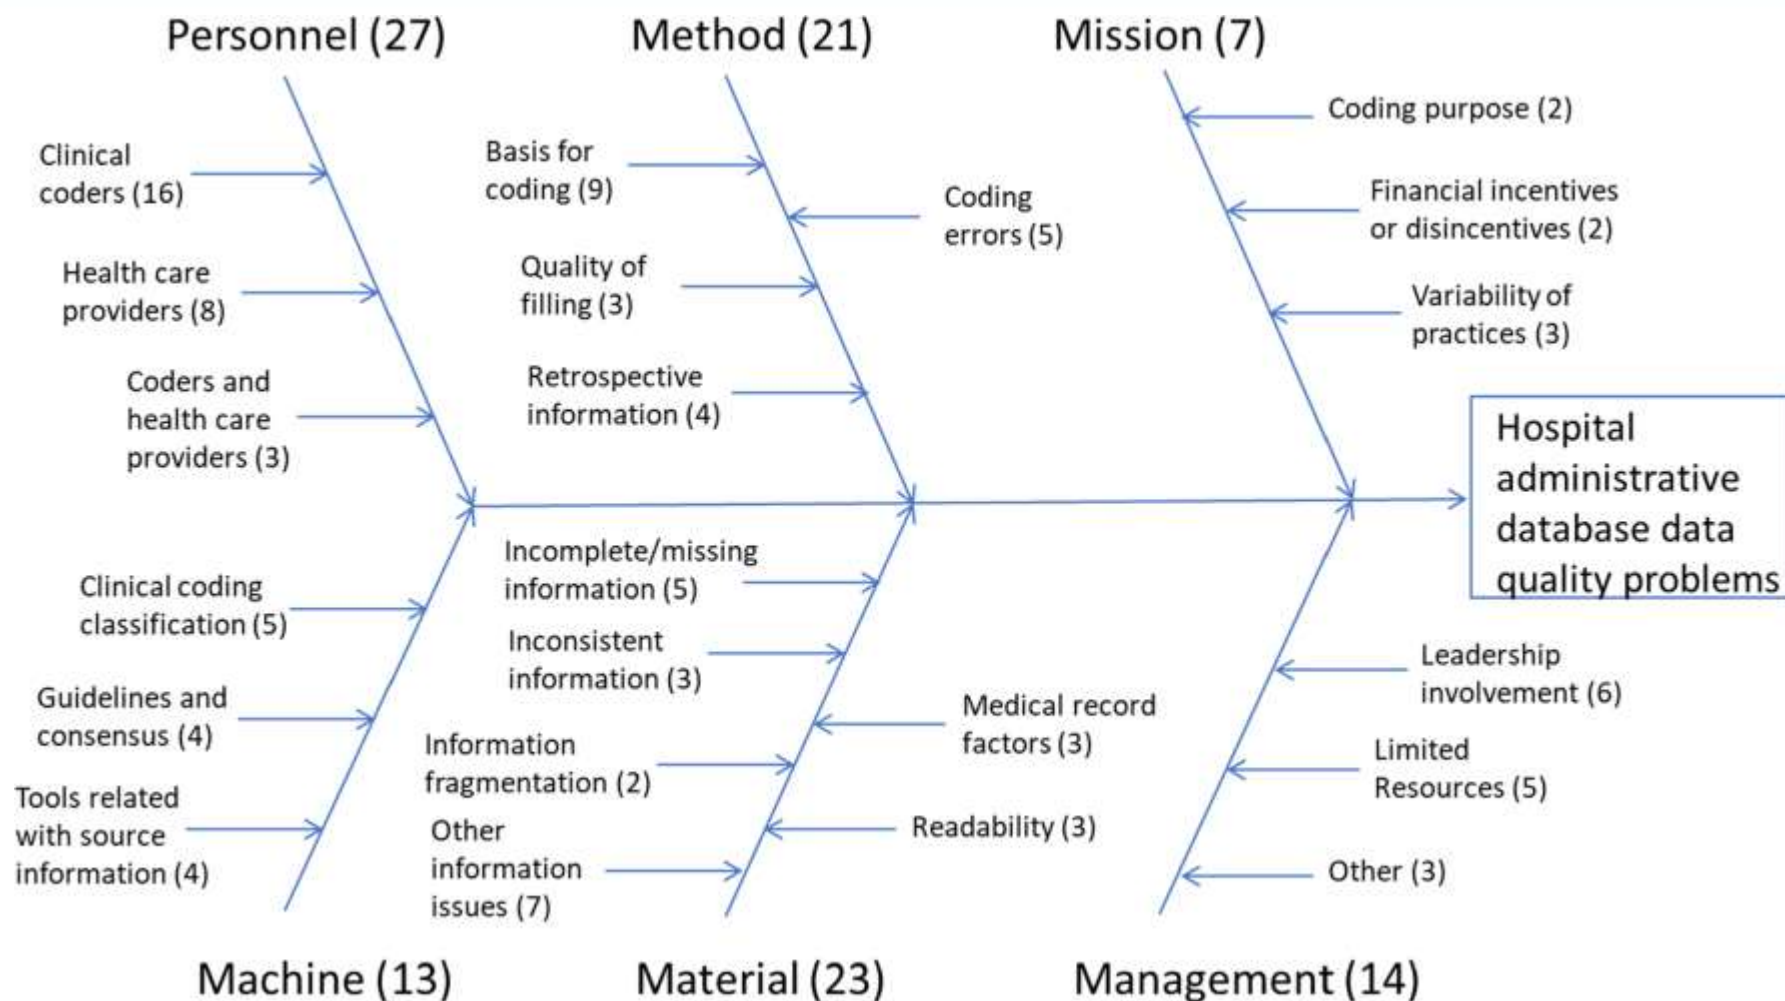 Personnel (27)
Method (21)
Mission (7)
Clinical
coders (16)
Health care
providers (8)
Coders and
health care
providers (3)
Basis for
coding (9)
Coding
errors (5)
Quality of
filling (3)
Retrospective
information (4)
Coding purpose (2)
Financial incentives
or disincentives (2)
Variability of
practices (3)
Hospital
administrative
database data
quality problems
Clinical coding
classification (5)
Guidelines and
consensus (4)
Tools related
with source
information (4)
Incomplete/missing
information (5)
Inconsistent
information (3)
Medical record
factors (3)
Information
fragmentation (2)
Readability (3)
Other
information
issues (7)
Leadership
involvement (6)
Limited
Resources (5)
Other (3)
Machine (13)
Material (23)
Management (14)